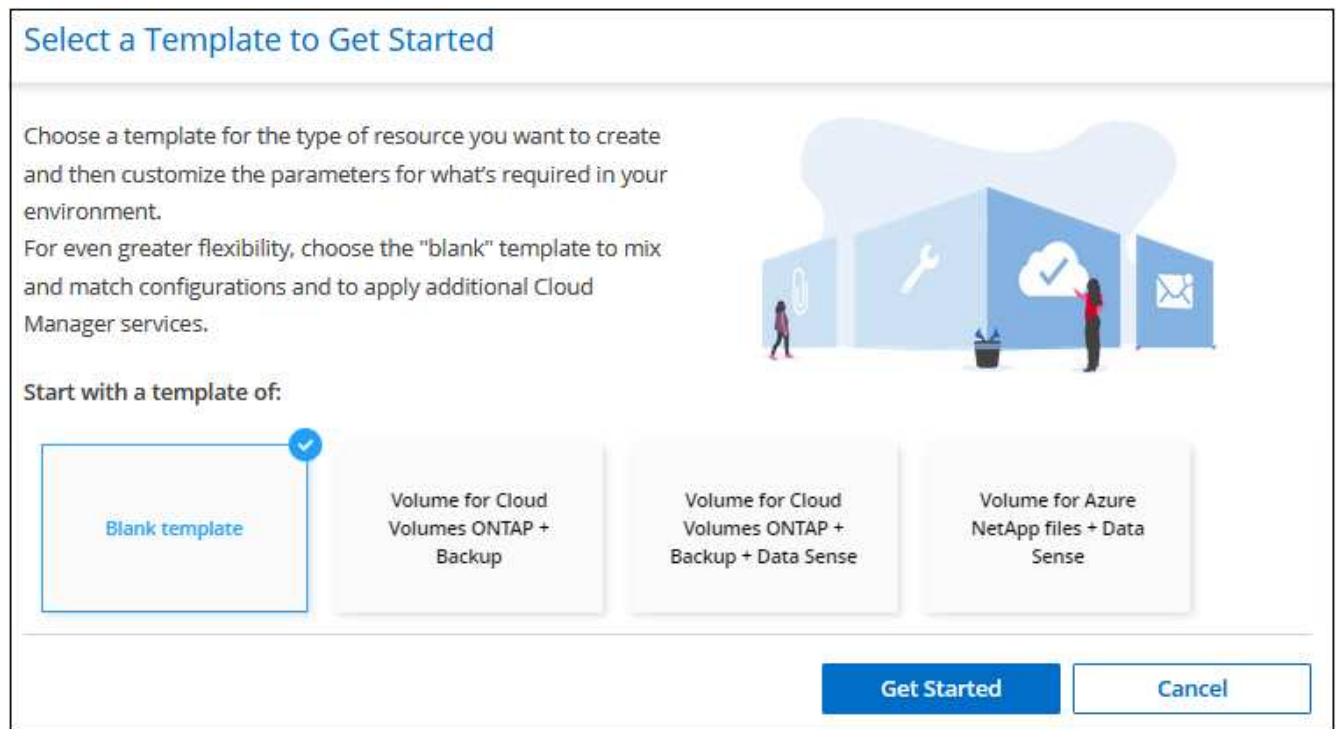 Select a Template to Get Started
Choose a template for the type of resource you want to create
and then customize the parameters for what's required in your
environment.
For even greater flexibility, choose the "blank" template to mix
and match configurations and to apply additional Cloud
Manager services.
Start with a template of:
Blank template
Volume for Cloud
Volumes ONTAP +
Backup
Volume for Cloud
Volumes ONTAP +
Backup + Data Sense
Volume for Azure
NetApp files + Data
Sense
Get Started
Cancel